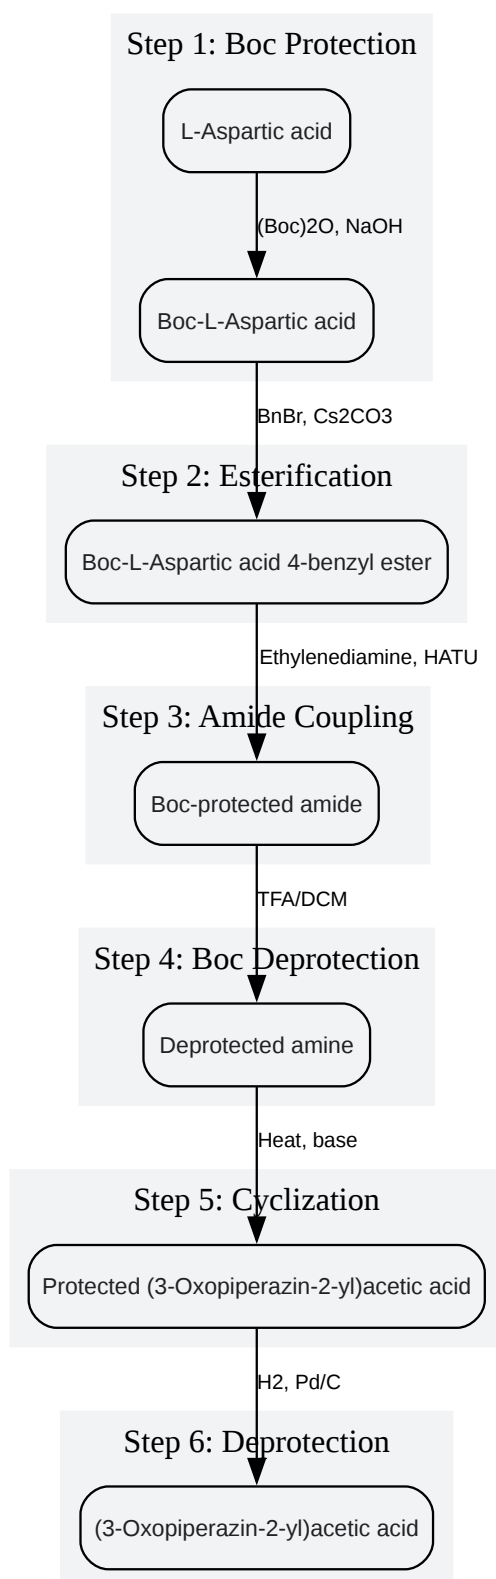 Step 1: Boc Protection
L-Aspartic acid
(Boc)2O, NaOH
Boc-L-Aspartic acid
BnBr, Cs2CO3
Step 2: Esterification
Boc-L-Aspartic acid 4-benzyl ester
Ethylenediamine, HATU
Step 3: Amide Coupling
Boc-protected amide
TFA/DCM
Step 4: Boc Deprotection
Deprotected amine
Heat, base
Step 5: Cyclization
Protected (3-Oxopiperazin-2-yl)acetic acid
H2, Pd/C
Step 6: Deprotection
(3-Oxopiperazin-2-yl)acetic acid